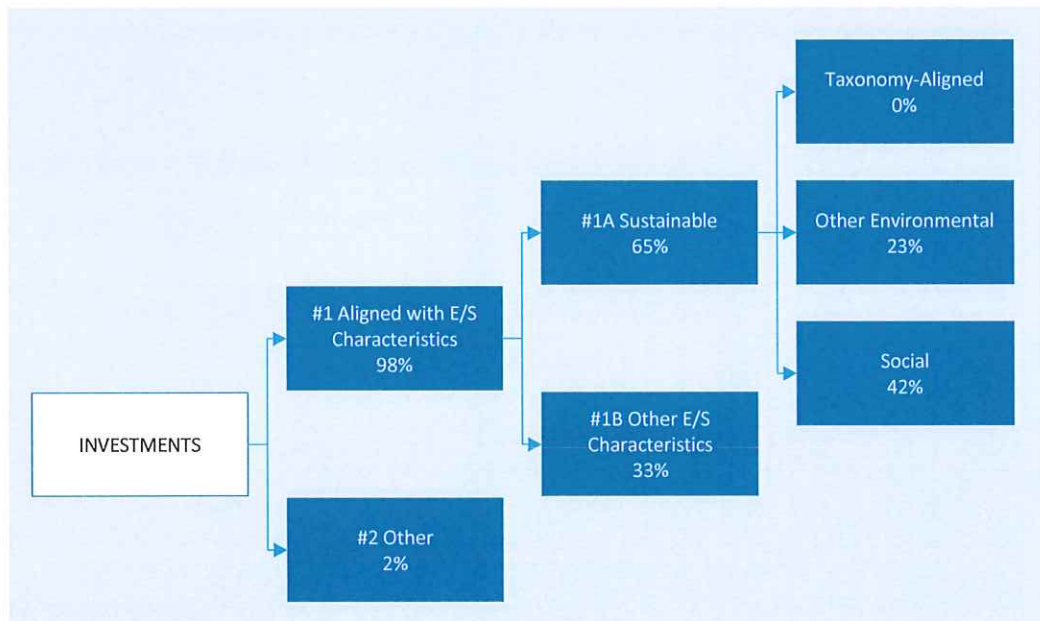 INVESTMENTS
#1 Aligned with E/S
Characteristics
98%
#2 Other
2%
#1A Sustainable
65%
#1B Other E/S
Characteristics
33%
Taxonomy-Aligned
0%
Other Environmental
23%
Social
42%